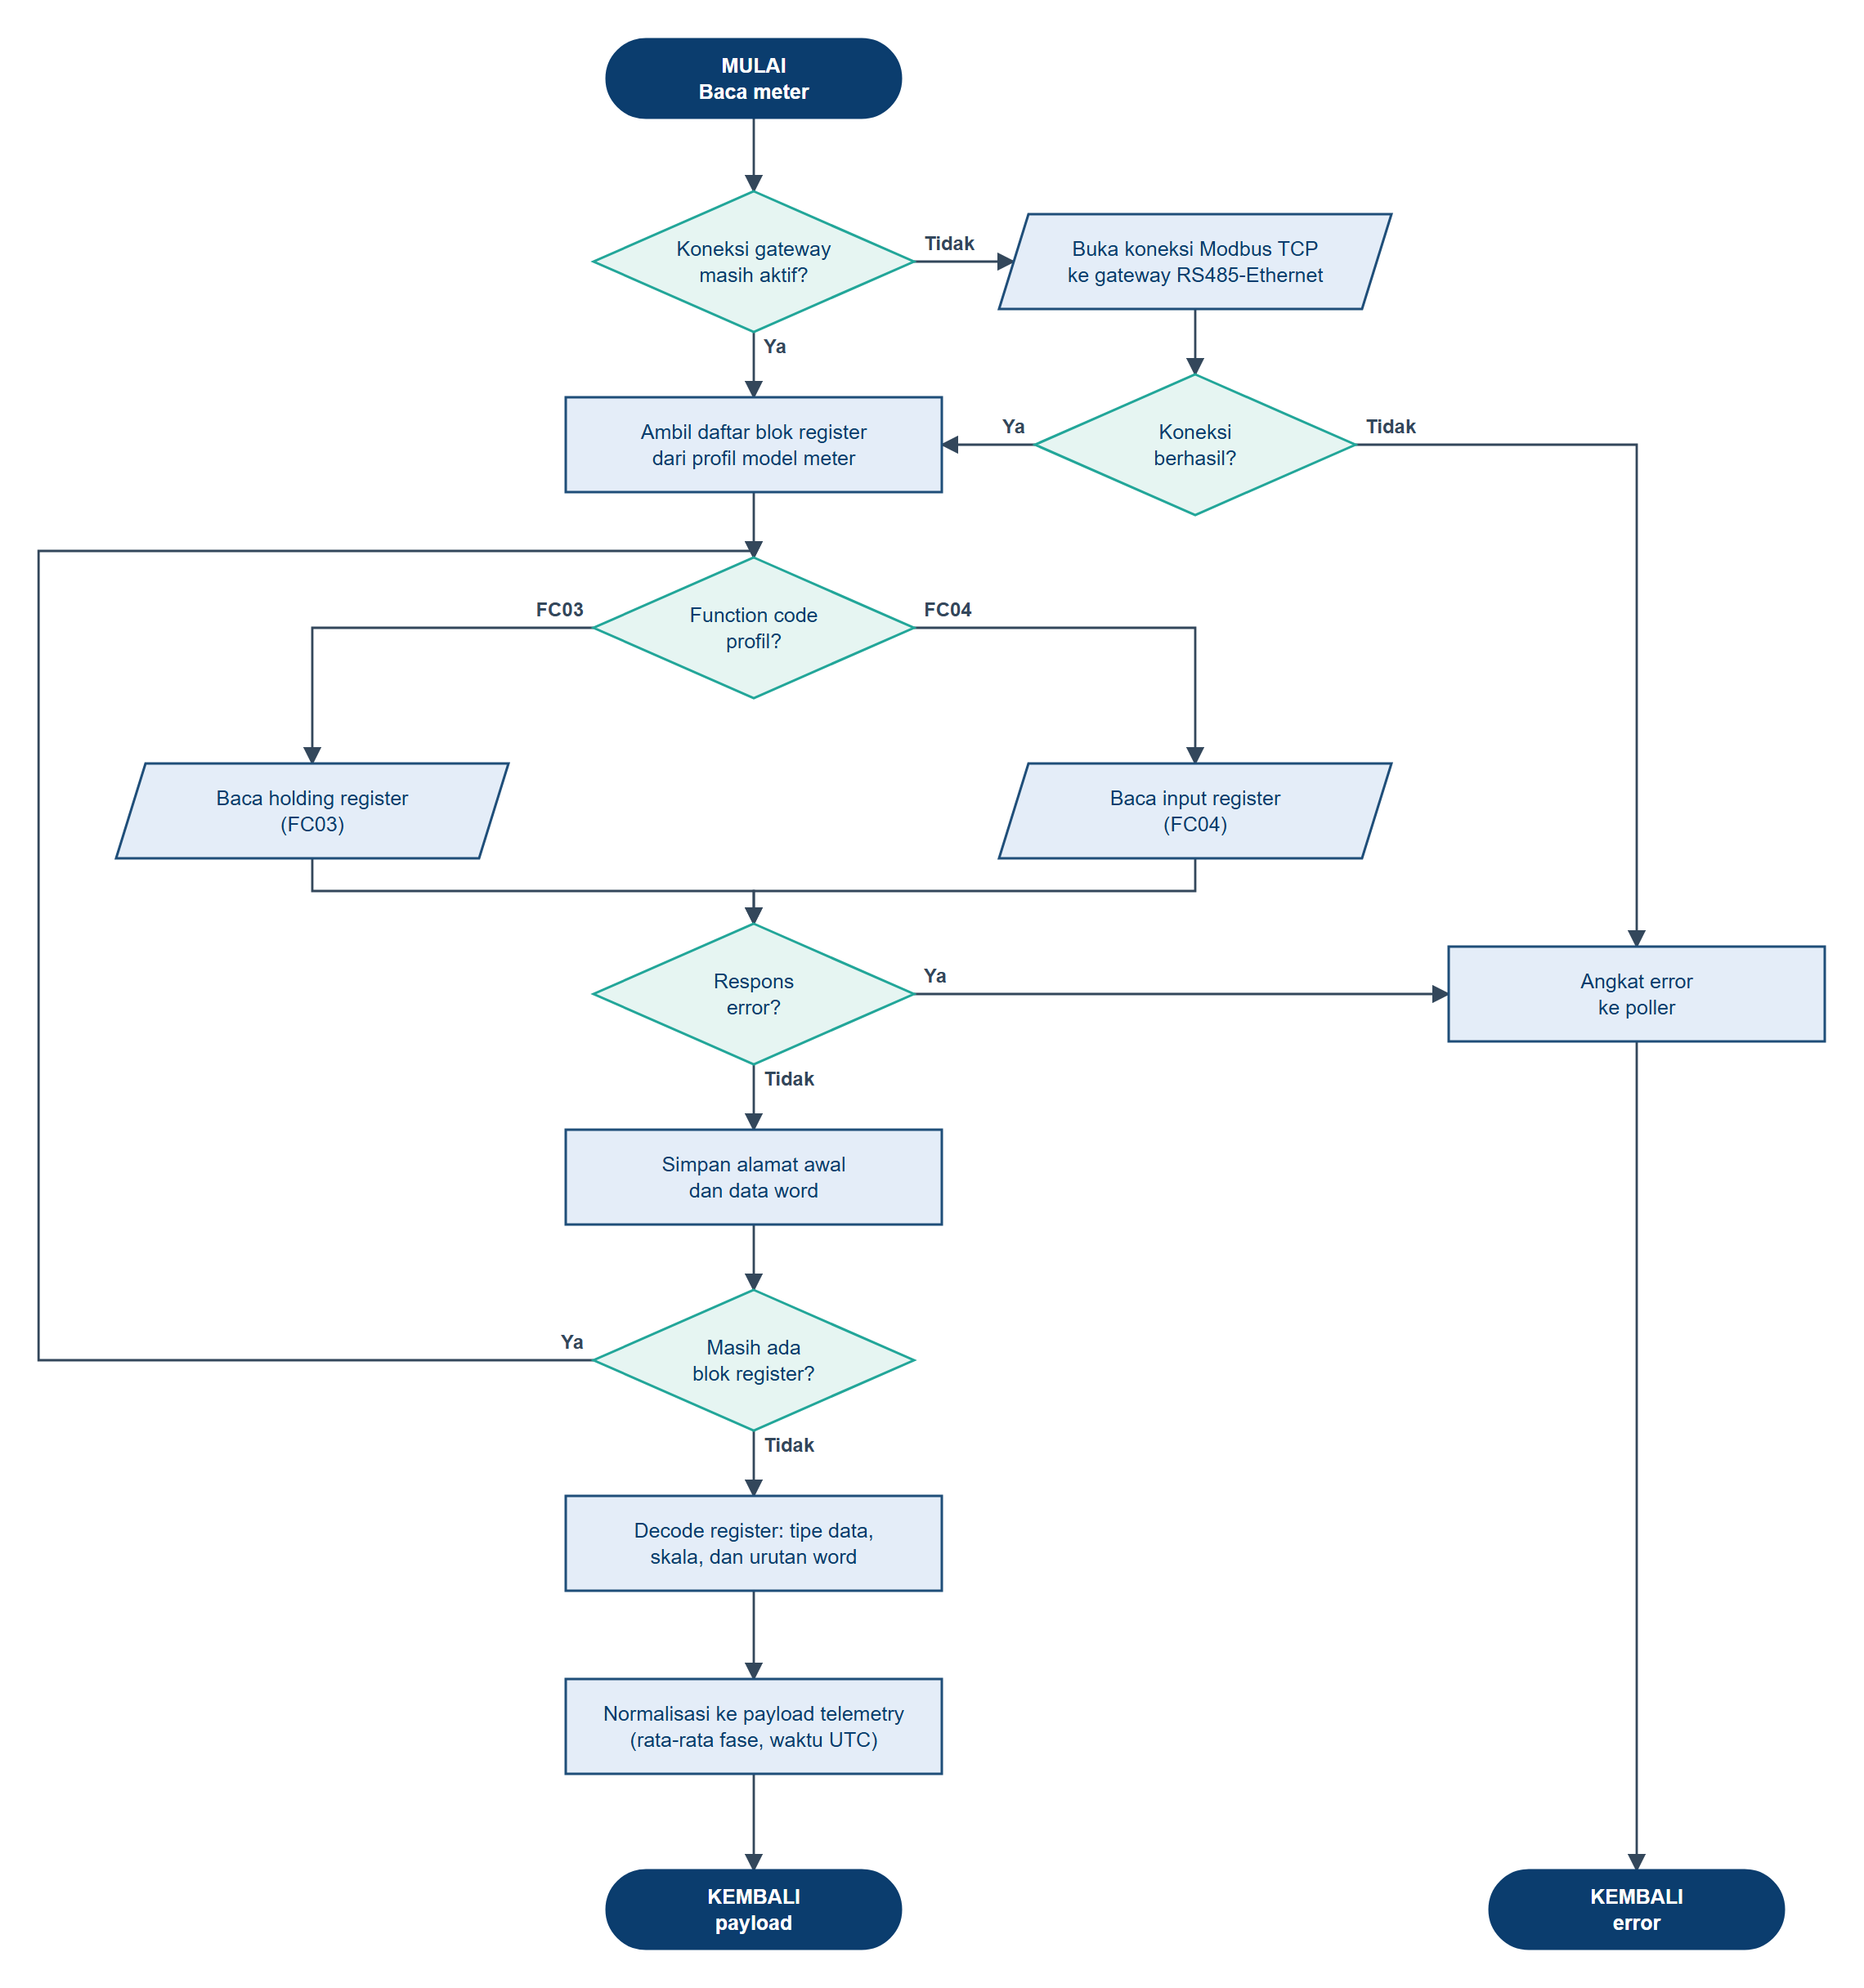 MULAI
Baca meter
Koneksi gateway
masih aktif?
Tidak
Buka koneksi Modbus TCP
ke gateway RS485-Ethernet
Ya
Ambil daftar blok register
dari profil model meter
Ya
Koneksi
berhasil?
Tidak
FC03
Function code
profil?
FC04
Baca holding register
(FC03)
Baca input register
(FC04)
Respons
error?
Ya
Angkat error
ke poller
Tidak
Simpan alamat awal
dan data word
Ya
Masih ada
blok register?
Tidak
Decode register: tipe data,
skala, dan urutan word
Normalisasi ke payload telemetry
(rata-rata fase, waktu UTC)
KEMBALI
payload
KEMBALI
error